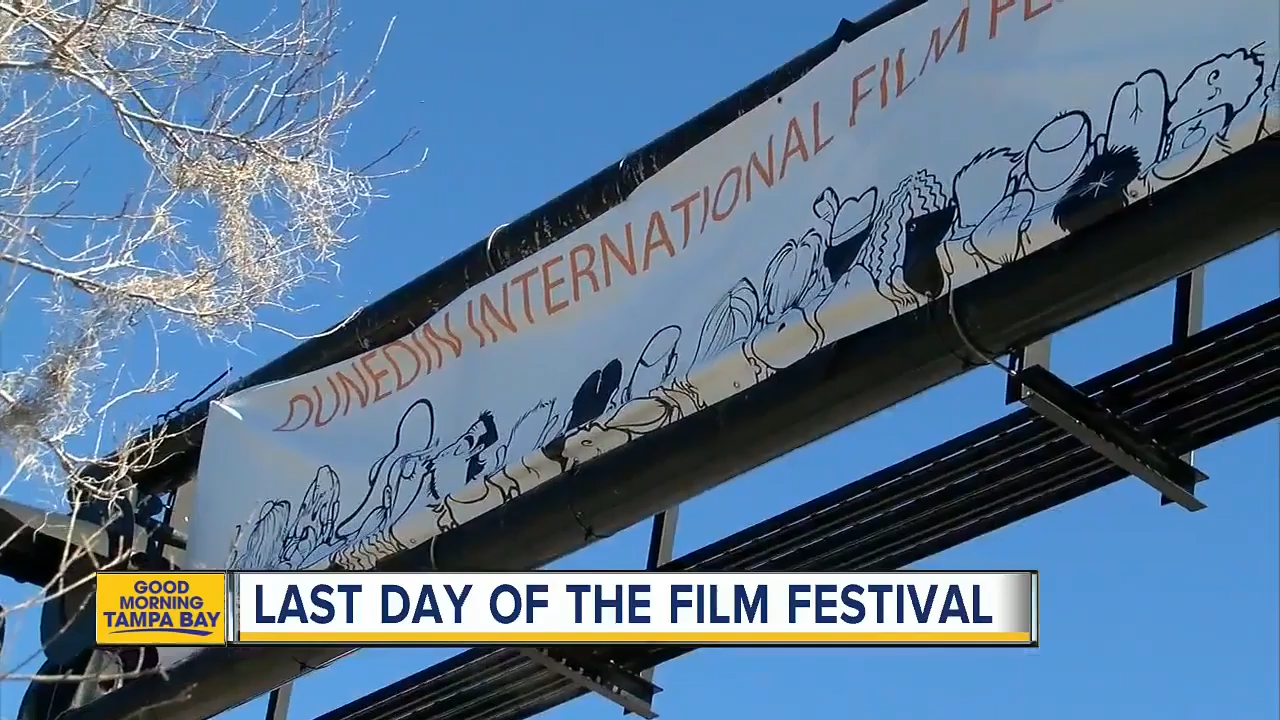 DUNEDIN INTERNATIONAL FILM
GOOD
MORNING
TAMPA BAY
LAST DAY OF THE FILM FESTIVAL